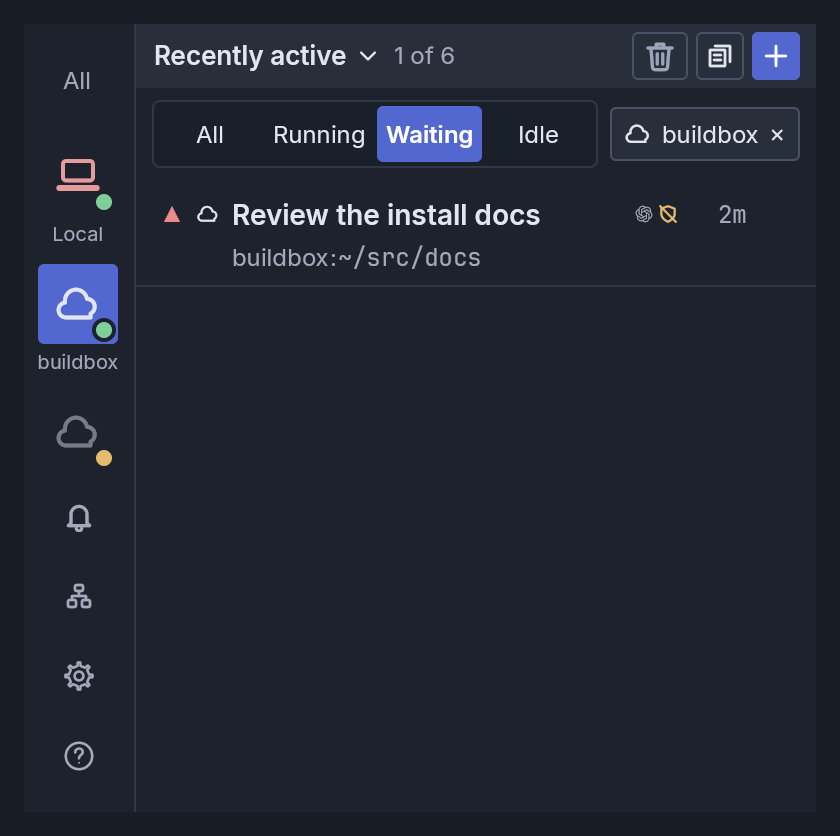 All
Local
buildbox
Recently active 1 of 6
All Running Waiting Idle buildbox ×
Review the install docs 2m
buildbox:~/src/docs